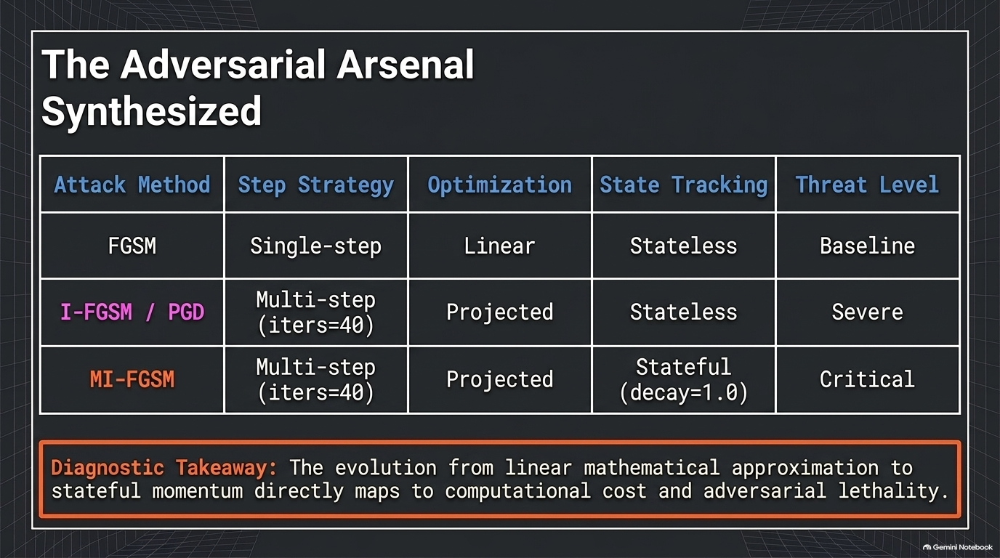 The Adversarial Arsenal
Synthesized
Attack Method
Step Strategy
Optimization
State Tracking
Threat Level
FGSM
Single-step
Linear
Stateless
Baseline
I-FGSM / PGD
Multi-step
(iters=40)
Projected
Stateless
Severe
MI-FGSM
Multi-step
(iters=40)
Projected
Stateful
(decay=1.0)
Critical
Diagnostic Takeaway: The evolution from linear mathematical approximation to
stateful momentum directly maps to computational cost and adversarial lethality.
Gemini Notebook